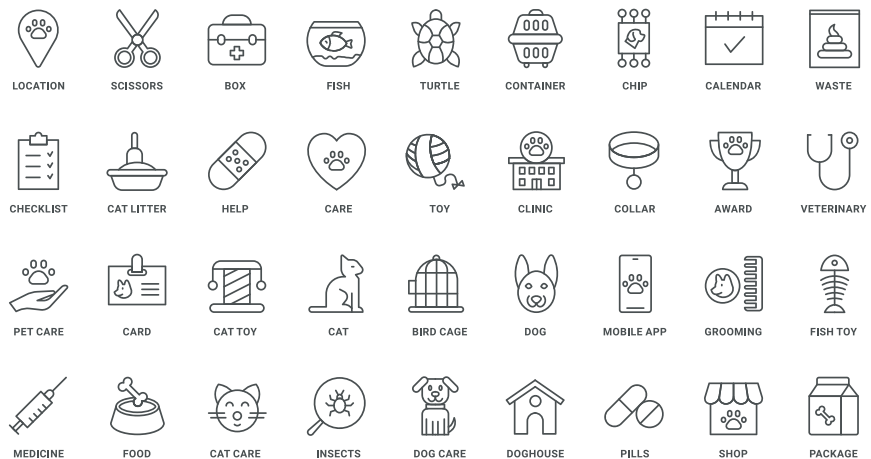 LOCATION
SCISSORS
BOX
FISH
TURTLE
CONTAINER
CHIP
CALENDAR
WASTE
CHECKLIST
CAT LITTER
HELP
CARE
TOY
CLINIC
COLLAR
AWARD
VETERINARY
PET CARE
CARD
CAT TOY
CAT
BIRD CAGE
DOG
MOBILE APP
GROOMING
FISH TOY
MEDICINE
FOOD
CAT CARE
INSECTS
DOG CARE
DOGHOUSE
PILLS
SHOP
PACKAGE